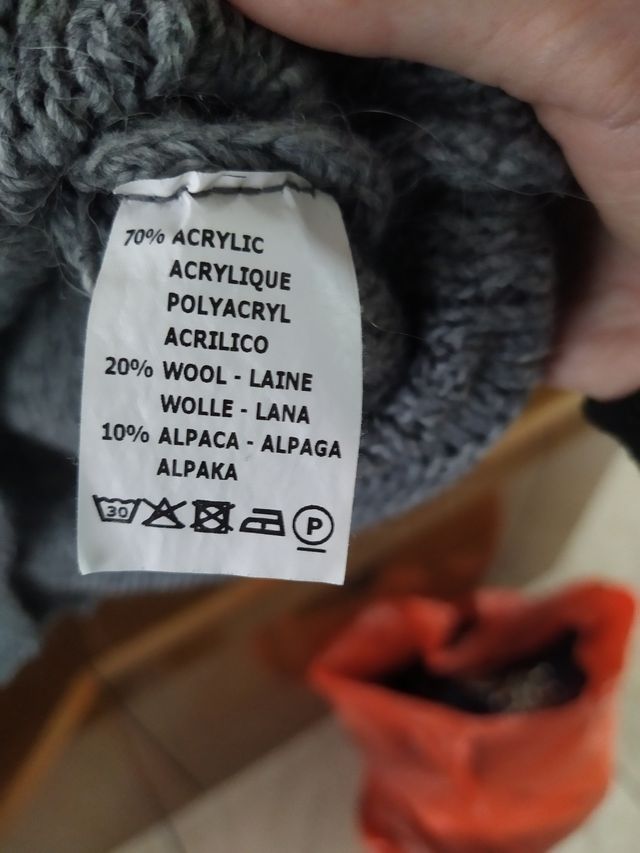 70% ACRYLIC
ACRYLIQUE
POLYACRYL
ACRILICO
20% WOOL - LAINE
WOLLE - LANA
10% ALPACA - ALPAGA
ALPAKA
30 P